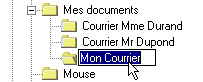 Mes documents
Courrier Mme Durand
Courrier Mr Dupond
Mon Courrier
Mouse